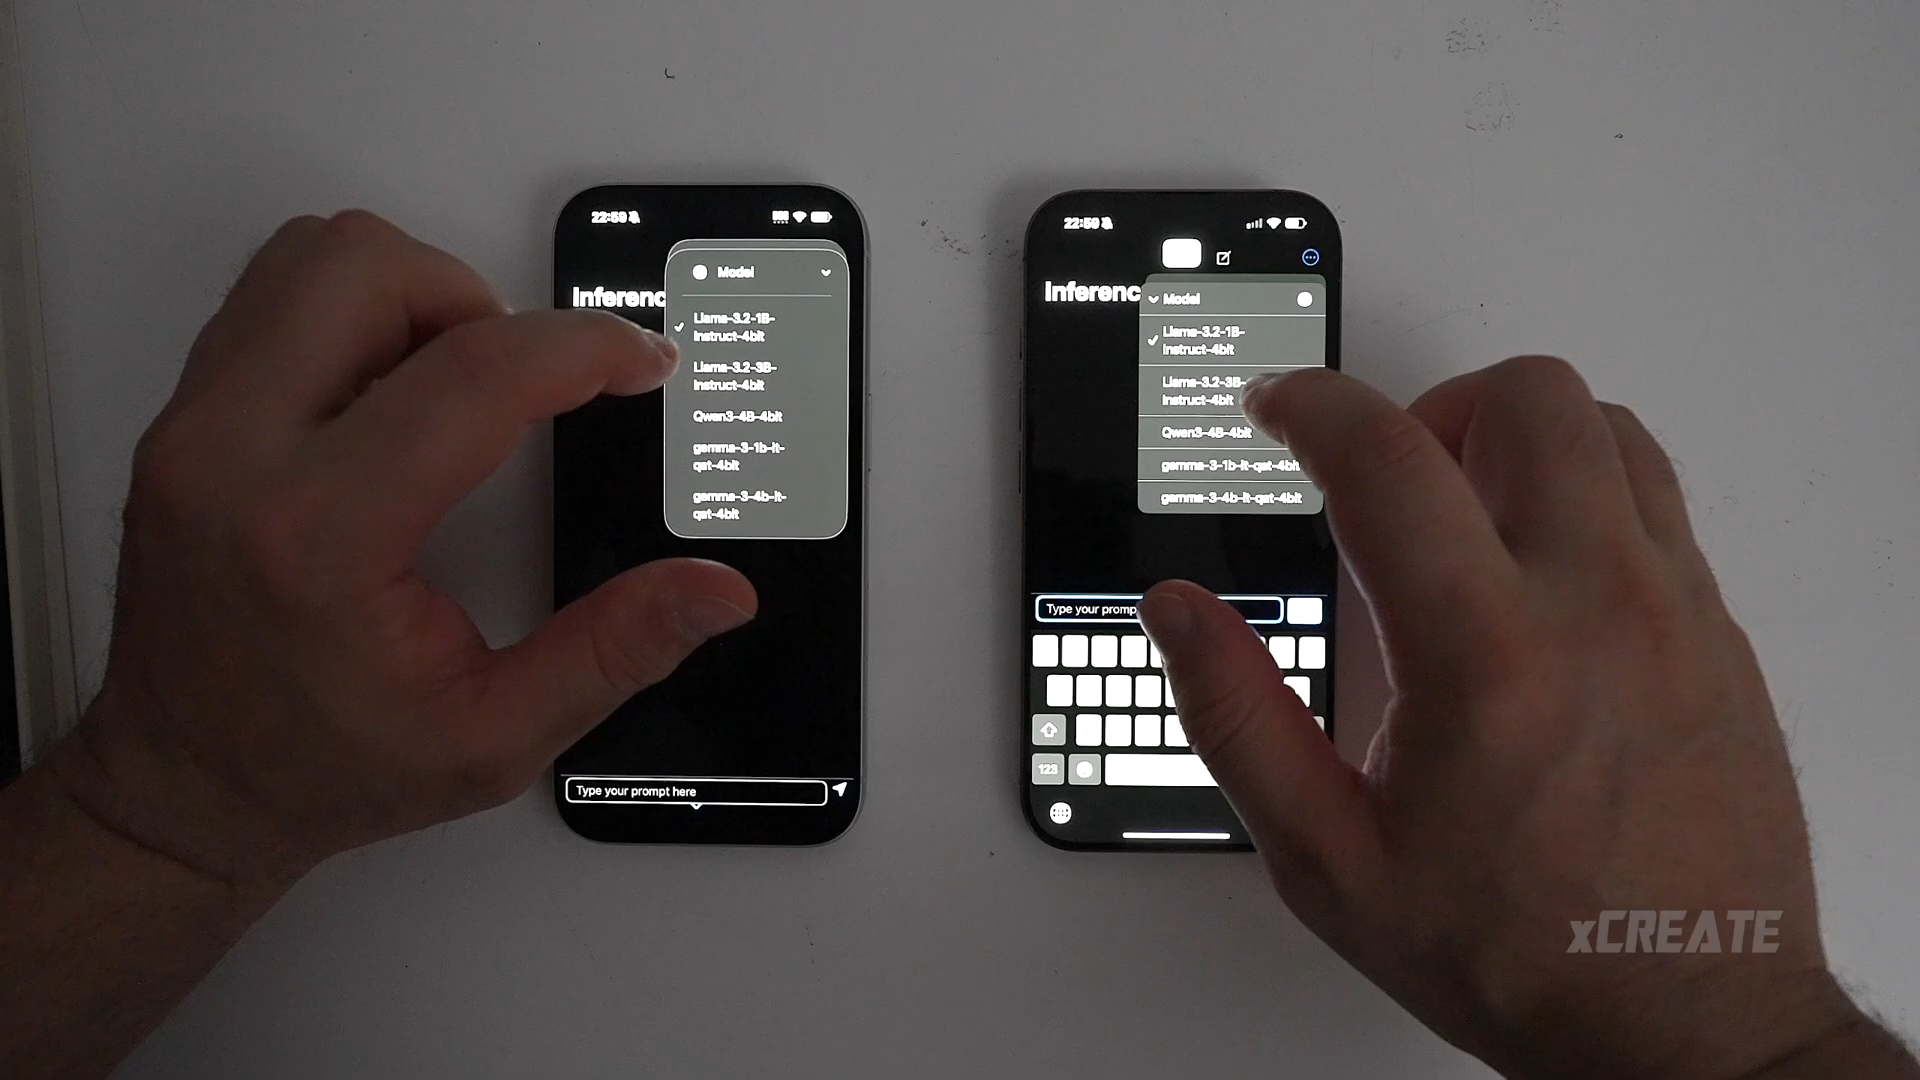 22:59
Inferenc
Model
Llama-3.2-1B-
Instruct-4bit
Llama-3.2-3B-
Instruct-4bit
Qwen3-4B-4bit
gemma-3-1b-it-
qat-4bit
gemma-3-4b-it-
qat-4bit
Type your prompt here
22:59
Inferenc
Model
Llama-3.2-1B-
Instruct-4bit
Llama-3.2-3B-
Instruct-4bit
Qwen3-4B-4bit
gemma-3-1b-it-qat-4bit
gemma-3-4b-it-qat-4bit
Type your promp
123
xCREATE